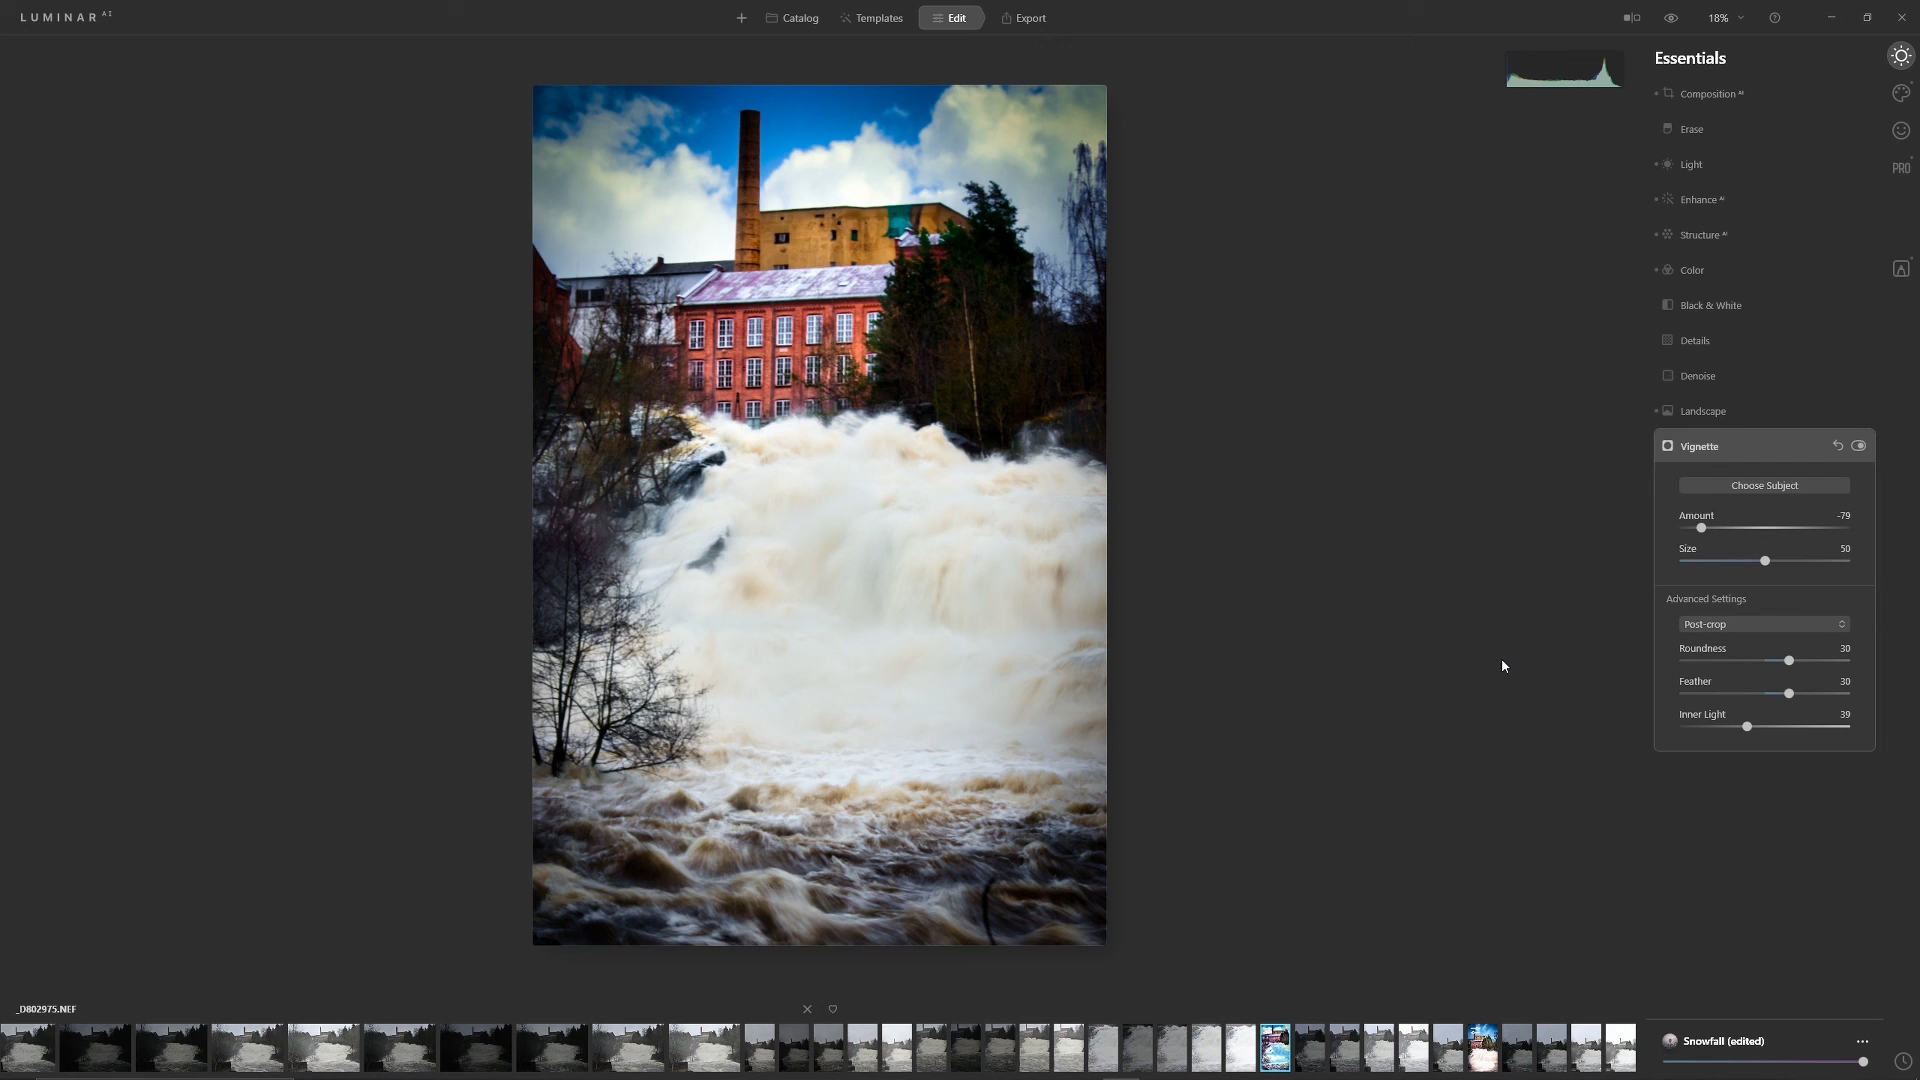 LUMINAR AI
Catalog
Templates
Edit
Export
18%
Essentials
Composition AI
Erase
Light
Enhance AI
Structure AI
Color
Black & White
Details
Denoise
Landscape
PRO
Vignette
Choose Subject
Amount -79
Size 50
Advanced Settings
Post-crop
Roundness 30
Feather 30
Inner Light 39
_D802975.NEF
Snowfall (edited)